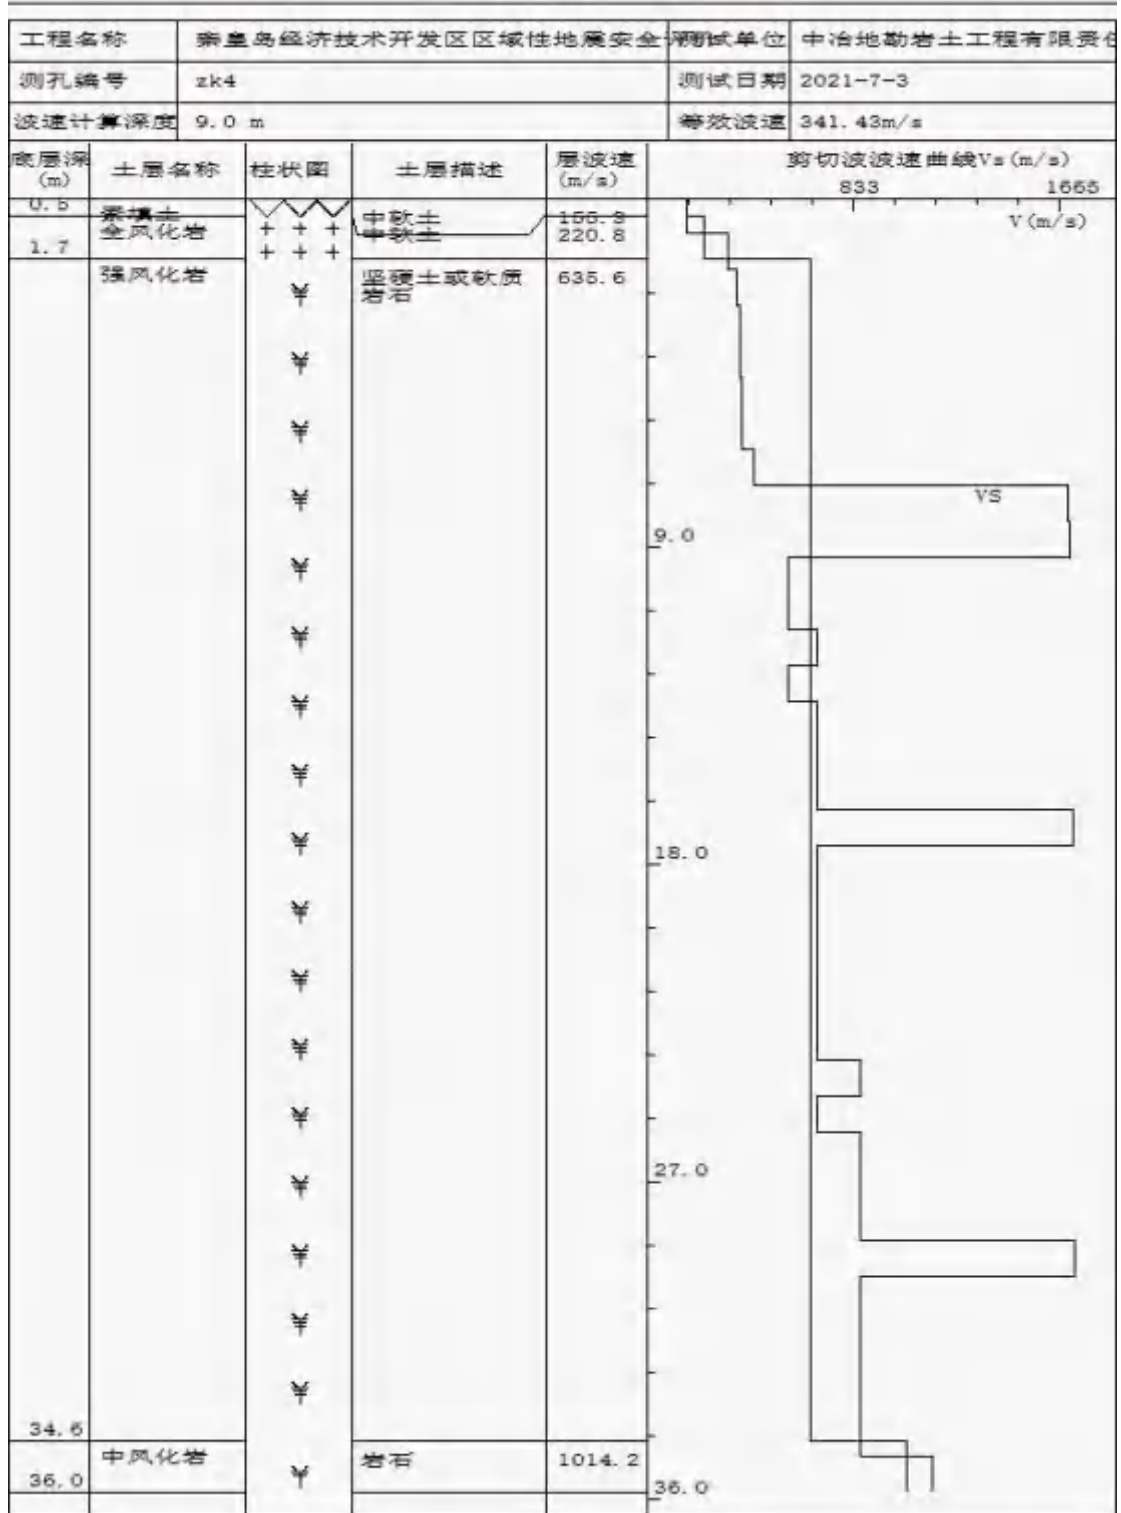 工程名称 秦皇岛经济技术开发区区域性地震安全 测试单位 中冶地勘岩土工程有限责任
测孔编号 zk4 测试日期 2021-7-3
波速计算深度 9.0 m 等效波速 341.43m/s
底层深(m) 土层名称 柱状图 土层描述 层波速(m/s) 剪切波波速曲线Vs(m/s)
833 1665
V(m/s)
0.5 素填土 中软土 155.3
1.7 全风化岩 中软土 220.8
强风化岩 坚硬土或软质 635.6
岩石
VS
9.0
18.0
27.0
34.6
中风化岩 岩石 1014.2
36.0 36.0